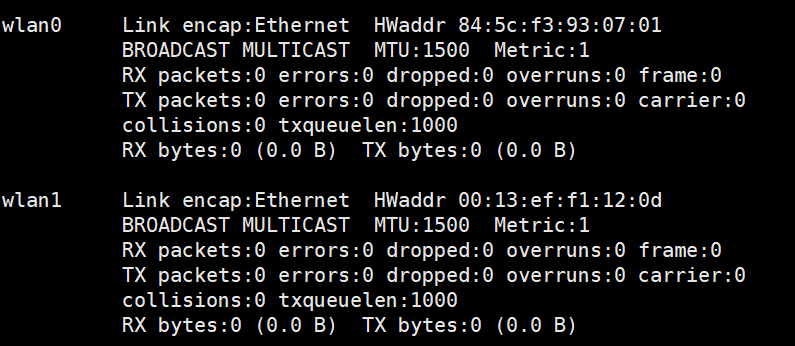 wlan0     Link encap:Ethernet  HWaddr 84:5c:f3:93:07:01
          BROADCAST MULTICAST  MTU:1500  Metric:1
          RX packets:0 errors:0 dropped:0 overruns:0 frame:0
          TX packets:0 errors:0 dropped:0 overruns:0 carrier:0
          collisions:0 txqueuelen:1000
          RX bytes:0 (0.0 B)  TX bytes:0 (0.0 B)

wlan1     Link encap:Ethernet  HWaddr 00:13:ef:f1:12:0d
          BROADCAST MULTICAST  MTU:1500  Metric:1
          RX packets:0 errors:0 dropped:0 overruns:0 frame:0
          TX packets:0 errors:0 dropped:0 overruns:0 carrier:0
          collisions:0 txqueuelen:1000
          RX bytes:0 (0.0 B)  TX bytes:0 (0.0 B)